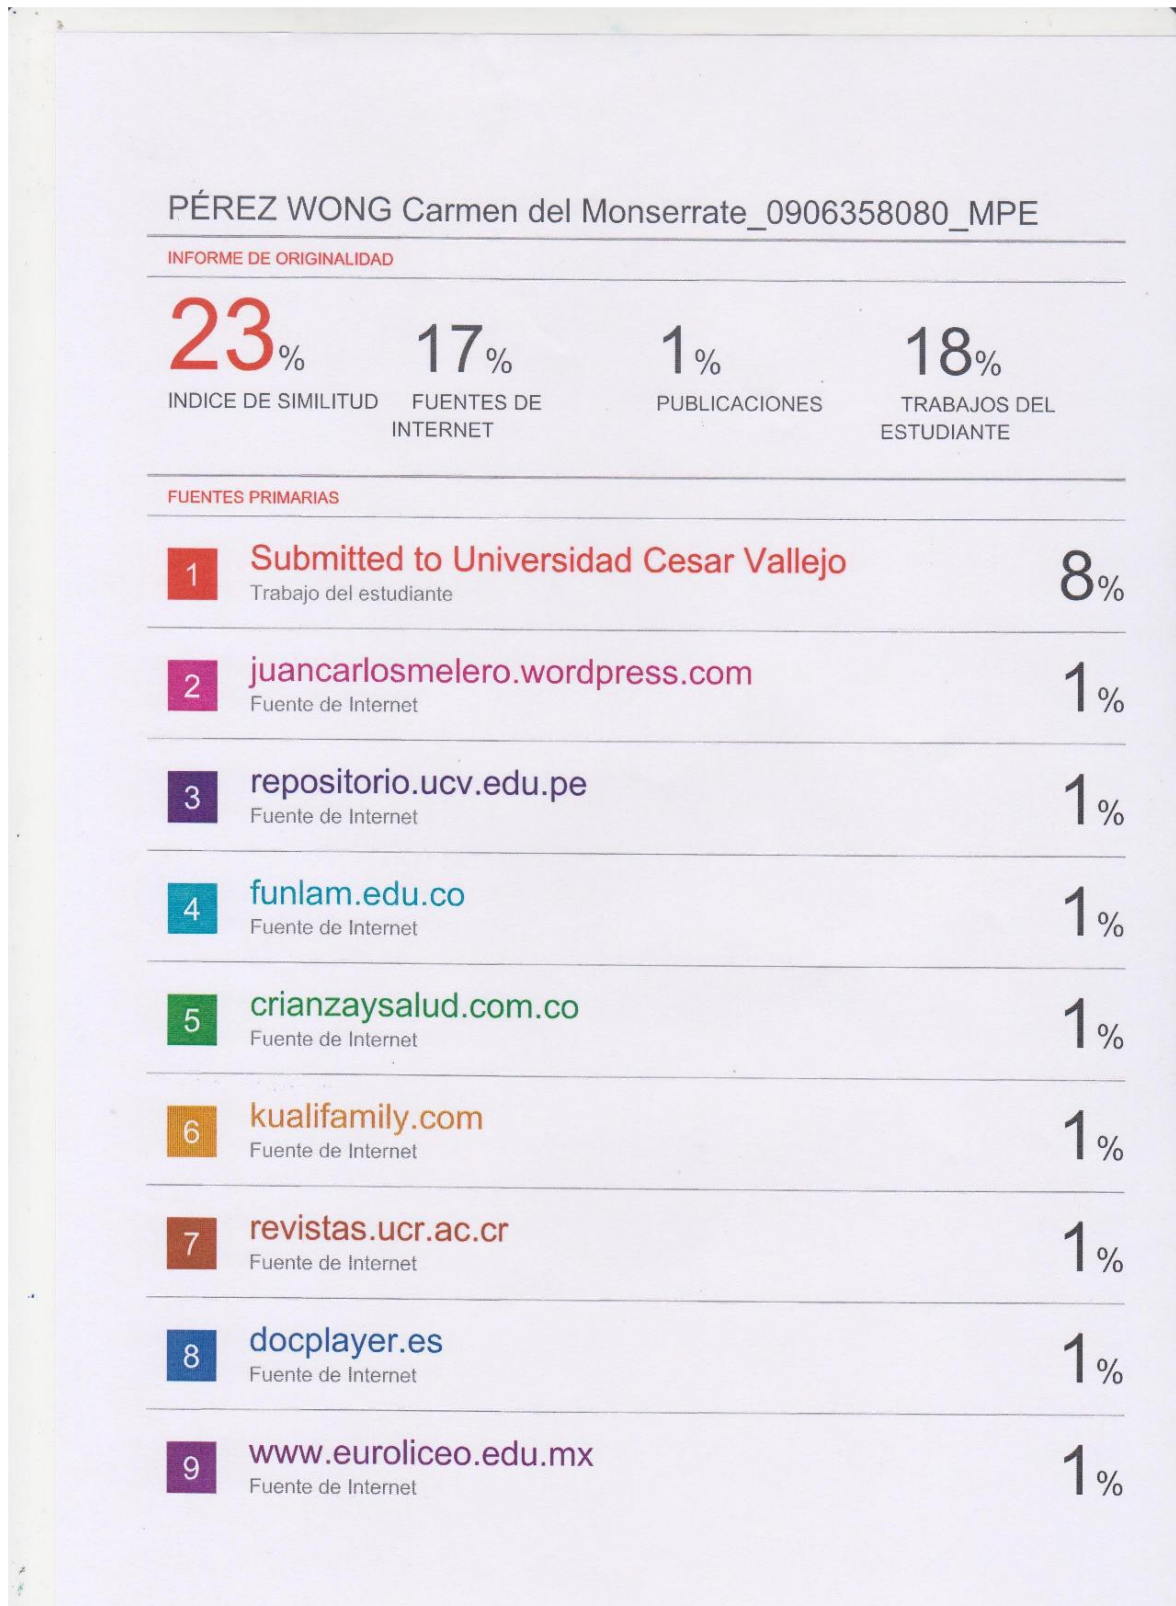 PÉREZ WONG Carmen del Monserrate_0906358080_MPE
INFORME DE ORIGINALIDAD
23% 17% 1% 18%
INDICE DE SIMILITUD FUENTES DE PUBLICACIONES TRABAJOS DEL
INTERNET ESTUDIANTE
FUENTES PRIMARIAS
1 Submitted to Universidad Cesar Vallejo 8%
Trabajo del estudiante
2 juancarlosmelero.wordpress.com 1%
Fuente de Internet
3 repositorio.ucv.edu.pe 1%
Fuente de Internet
4 funlam.edu.co 1%
Fuente de Internet
5 crianzaysalud.com.co 1%
Fuente de Internet
6 kualifamily.com 1%
Fuente de Internet
7 revistas.ucr.ac.cr 1%
Fuente de Internet
8 docplayer.es 1%
Fuente de Internet
9 www.euroliceo.edu.mx 1%
Fuente de Internet